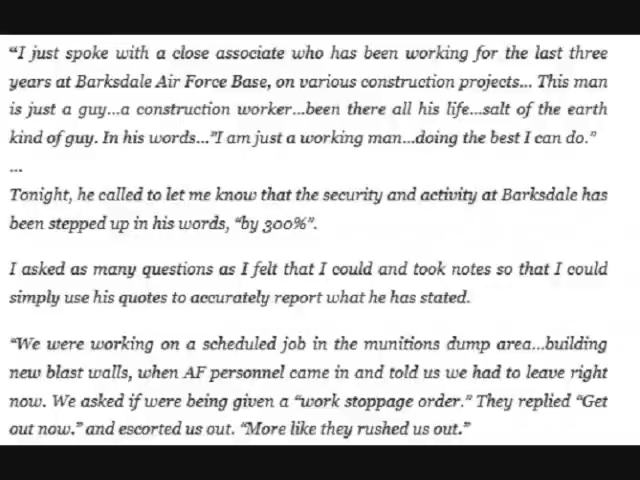 “I just spoke with a close associate who has been working for the last three
years at Barksdale Air Force Base, on various construction projects... This man
is just a guy...a construction worker...been there all his life...salt of the earth
kind of guy. In his words...”I am just a working man...doing the best I can do.”
...
Tonight, he called to let me know that the security and activity at Barksdale has
been stepped up in his words, “by 300%”.
I asked as many questions as I felt that I could and took notes so that I could
simply use his quotes to accurately report what he has stated.
“We were working on a scheduled job in the munitions dump area...building
new blast walls, when AF personnel came in and told us we had to leave right
now. We asked if were being given a “work stoppage order.” They replied “Get
out now.” and escorted us out. “More like they rushed us out.”